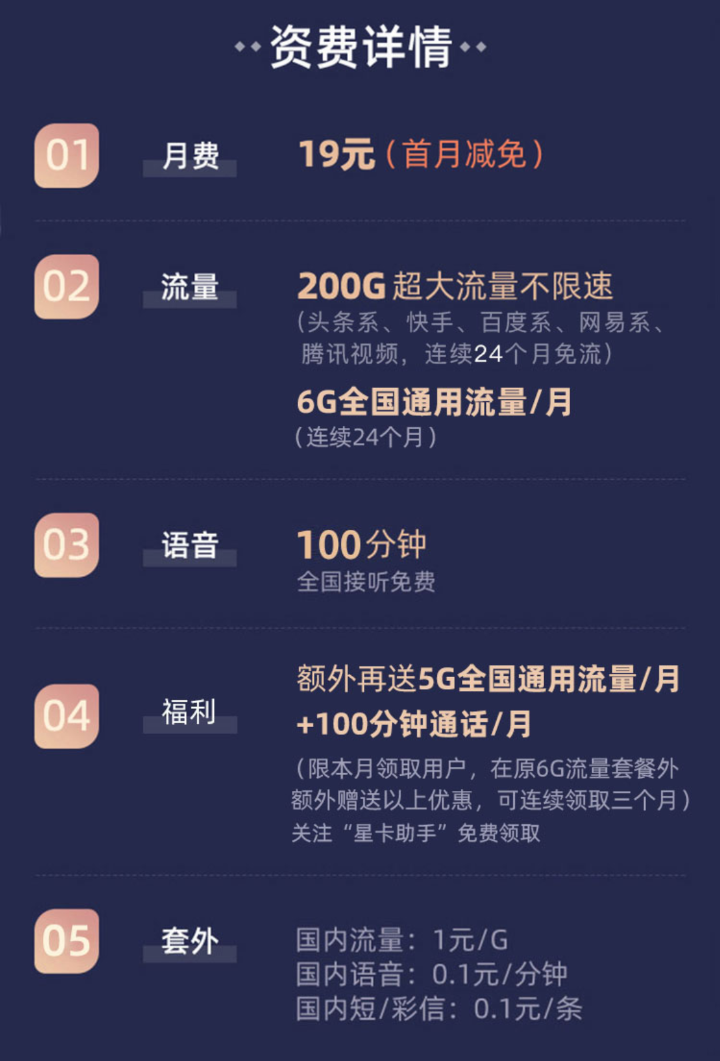 资费详情
01 月费 19元（首月减免）
02 流量 200G 超大流量不限速
（头条系、快手、百度系、网易系、
腾讯视频，连续24个月免流）
6G全国通用流量/月
（连续24个月）
03 语音 100分钟
全国接听免费
额外再送5G全国通用流量/月
04 福利 +100分钟通话/月
（限本月领取用户，在原6G流量套餐外
额外赠送以上优惠，可连续领取三个月）
关注“星卡助手”免费领取
05 套外 国内流量：1元/G
国内语音：0.1元/分钟
国内短/彩信：0.1元/条